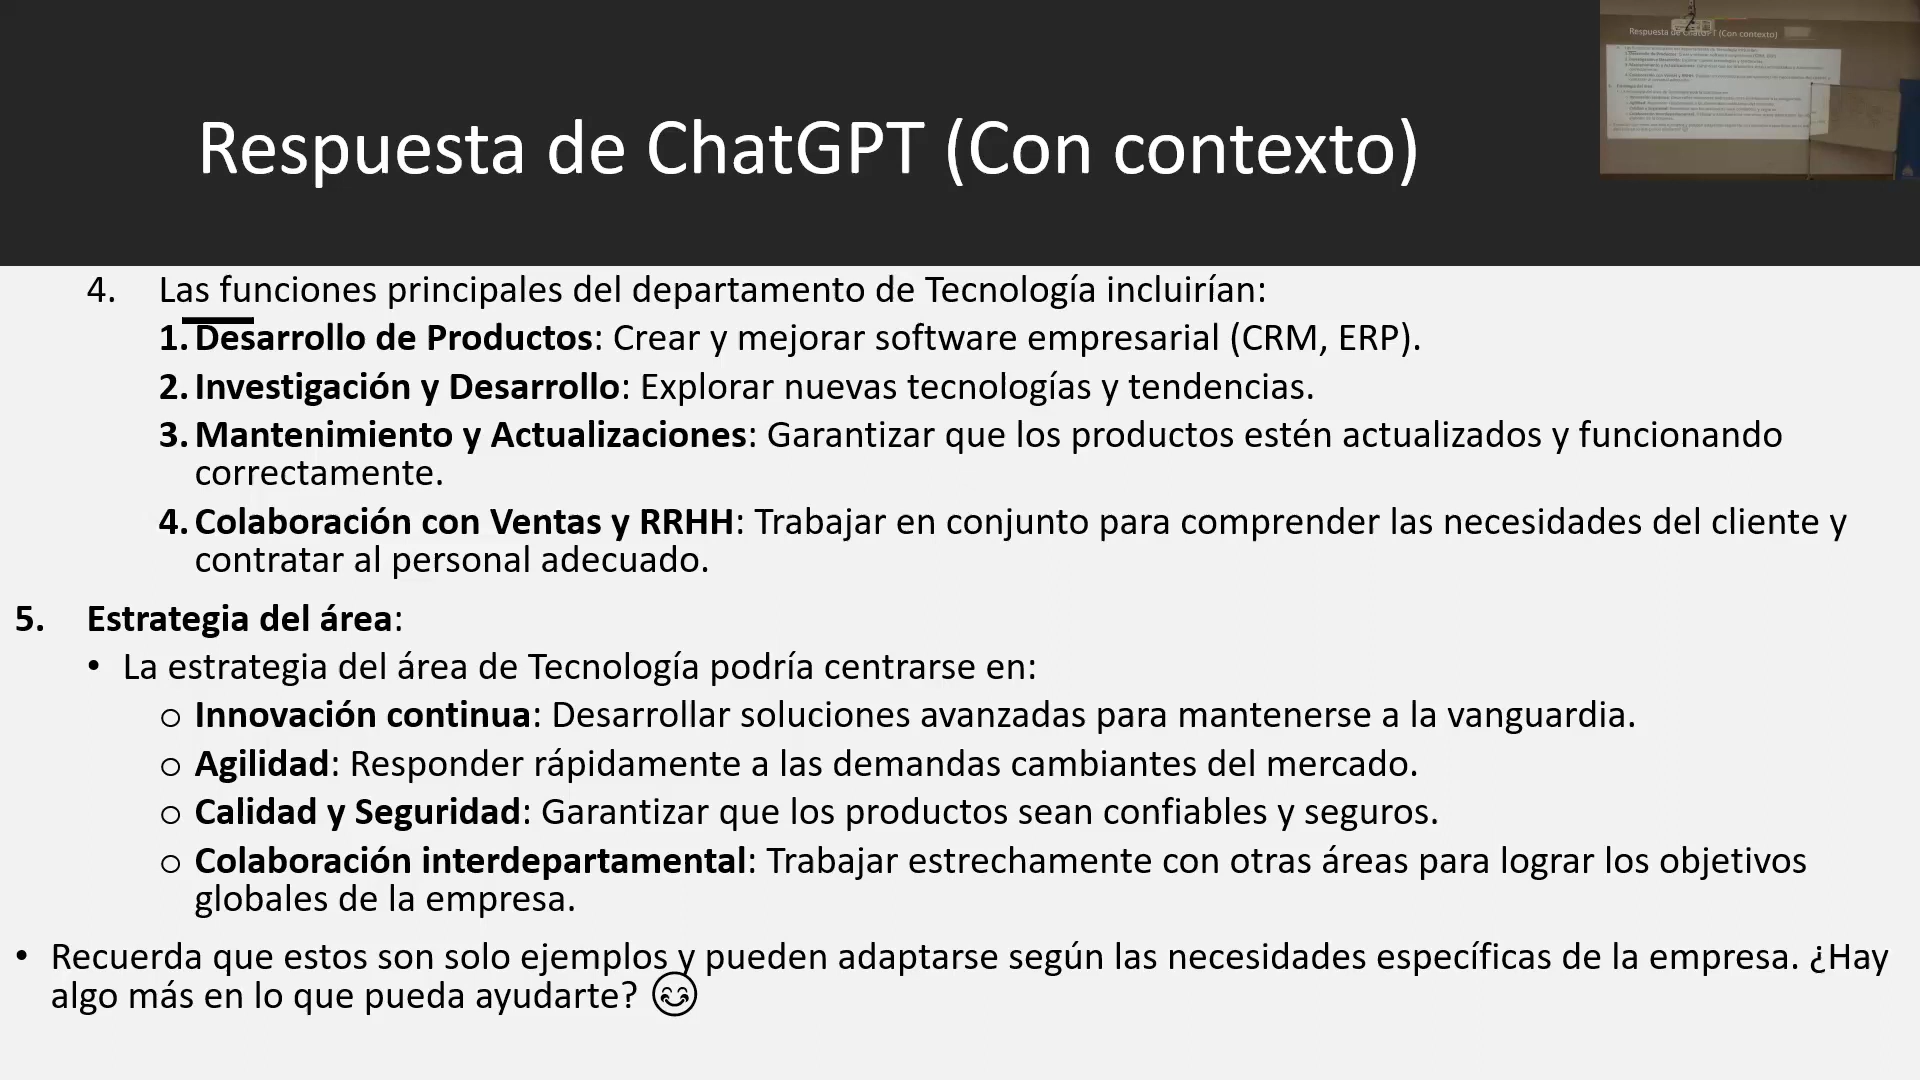 Respuesta de ChatGPT (Con contexto)
Respuesta de ChatGPT (Con contexto)
4. Las funciones principales del departamento de Tecnología incluirían:
1. Desarrollo de Productos: Crear y mejorar software empresarial (CRM, ERP).
2. Investigación y Desarrollo: Explorar nuevas tecnologías y tendencias.
3. Mantenimiento y Actualizaciones: Garantizar que los productos estén actualizados y funcionando
correctamente.
4. Colaboración con Ventas y RRHH: Trabajar en conjunto para comprender las necesidades del cliente y
contratar al personal adecuado.
5. Estrategia del área:
• La estrategia del área de Tecnología podría centrarse en:
o Innovación continua: Desarrollar soluciones avanzadas para mantenerse a la vanguardia.
o Agilidad: Responder rápidamente a las demandas cambiantes del mercado.
o Calidad y Seguridad: Garantizar que los productos sean confiables y seguros.
o Colaboración interdepartamental: Trabajar estrechamente con otras áreas para lograr los objetivos
globales de la empresa.
• Recuerda que estos son solo ejemplos y pueden adaptarse según las necesidades específicas de la empresa. ¿Hay
algo más en lo que pueda ayudarte? 😊